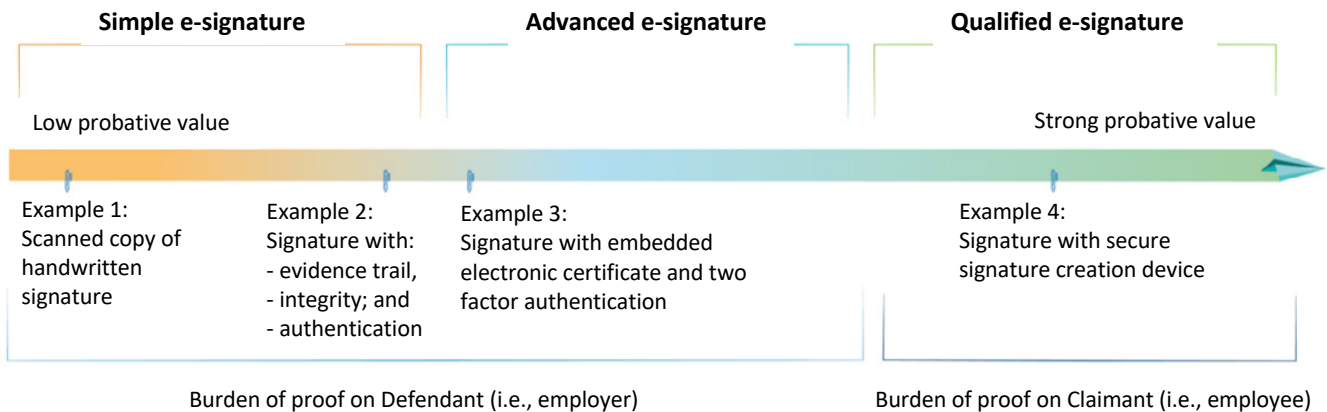 Simple e-signature
Advanced e-signature
Qualified e-signature
Low probative value
Strong probative value
Example 1:
Scanned copy of
handwritten
signature
Example 2:
Signature with:
- evidence trail,
- integrity; and
- authentication
Example 3:
Signature with embedded
electronic certificate and two
factor authentication
Example 4:
Signature with secure
signature creation device
Burden of proof on Defendant (i.e., employer)
Burden of proof on Claimant (i.e., employee)